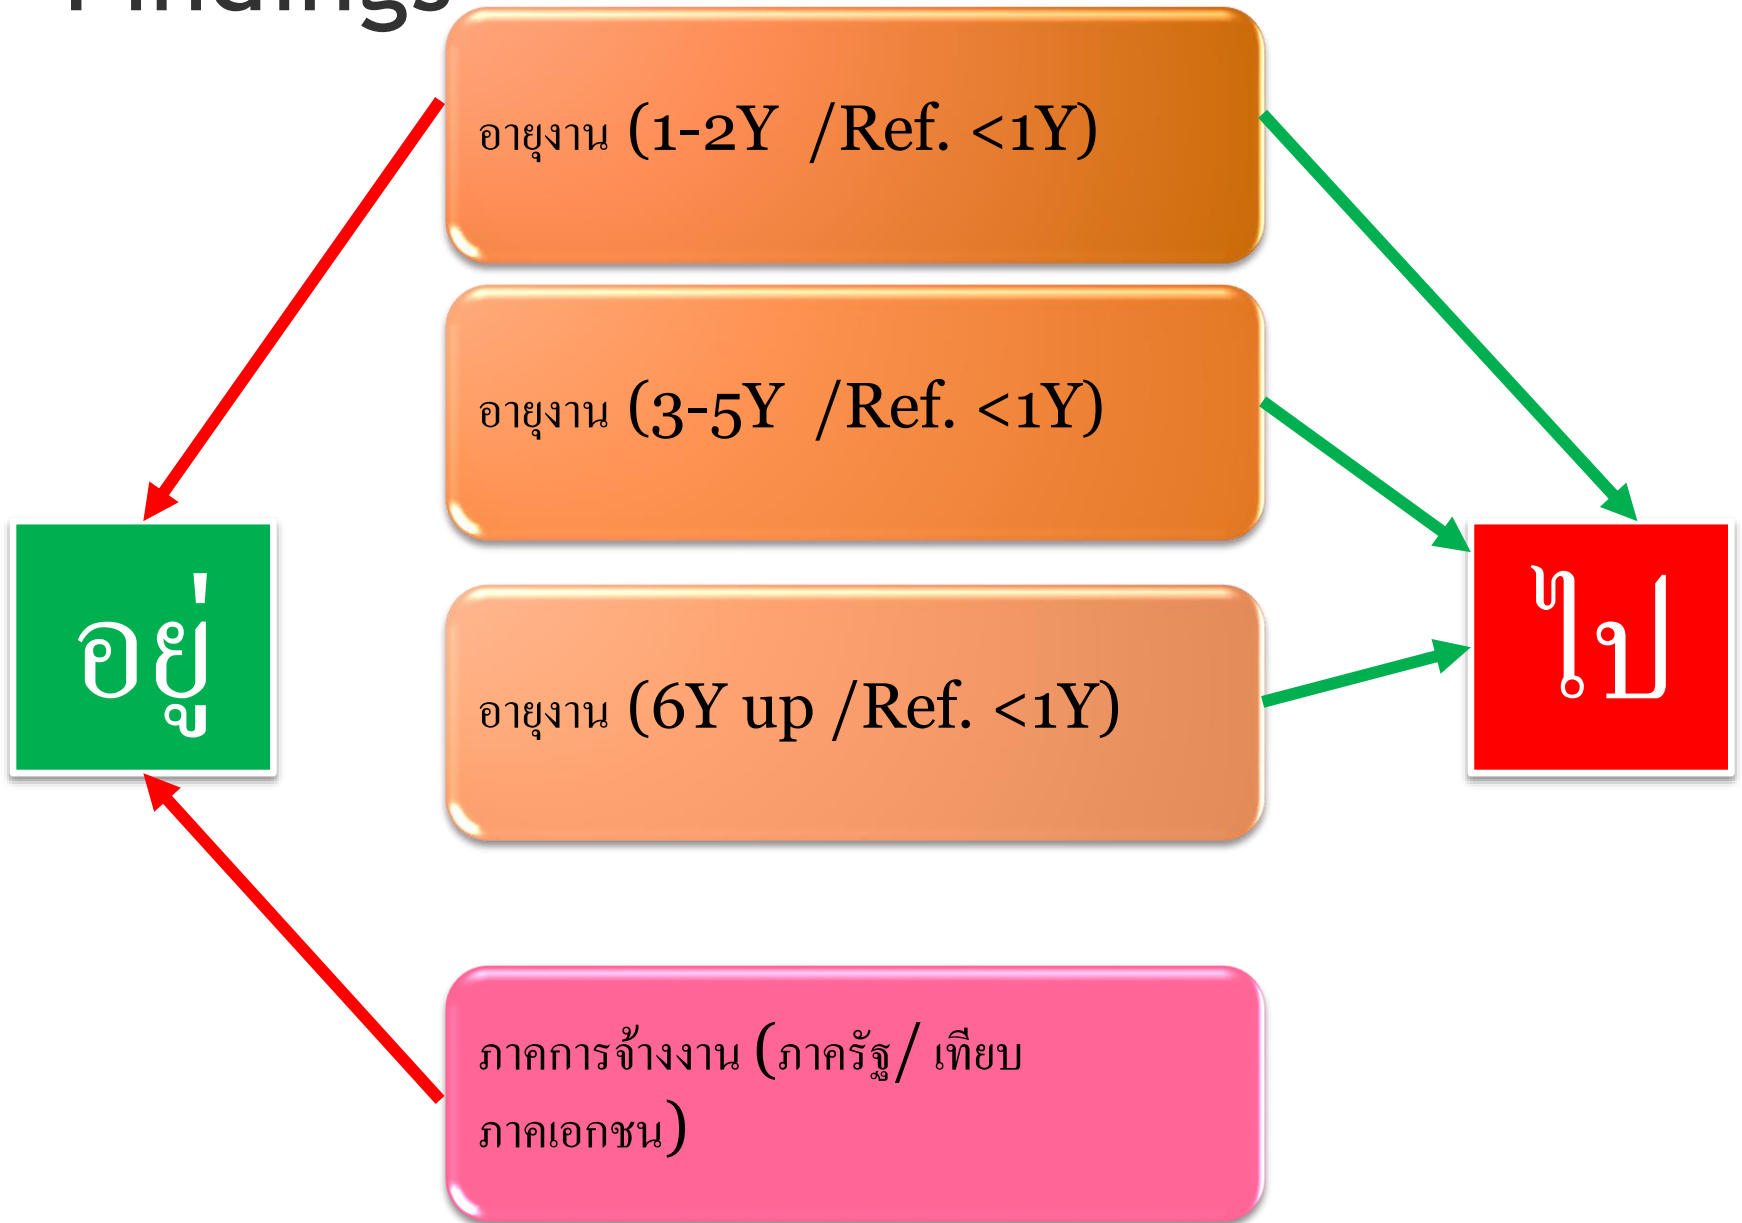 Findings
อายุงาน (1-2Y /Ref. <1Y)
อายุงาน (3-5Y /Ref. <1Y)
อยู่
ไป
อายุงาน (6Y up /Ref. <1Y)
ภาคการจ้างงาน (ภาครัฐ/ เทียบ
ภาคเอกชน)